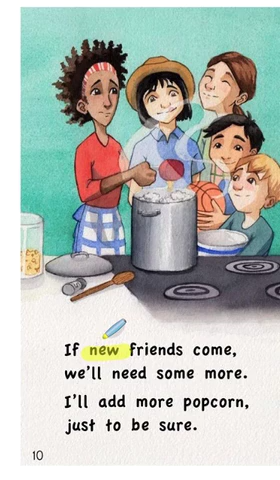 If new friends come,
we'll need some more.
I'll add more popcorn,
just to be sure.
10